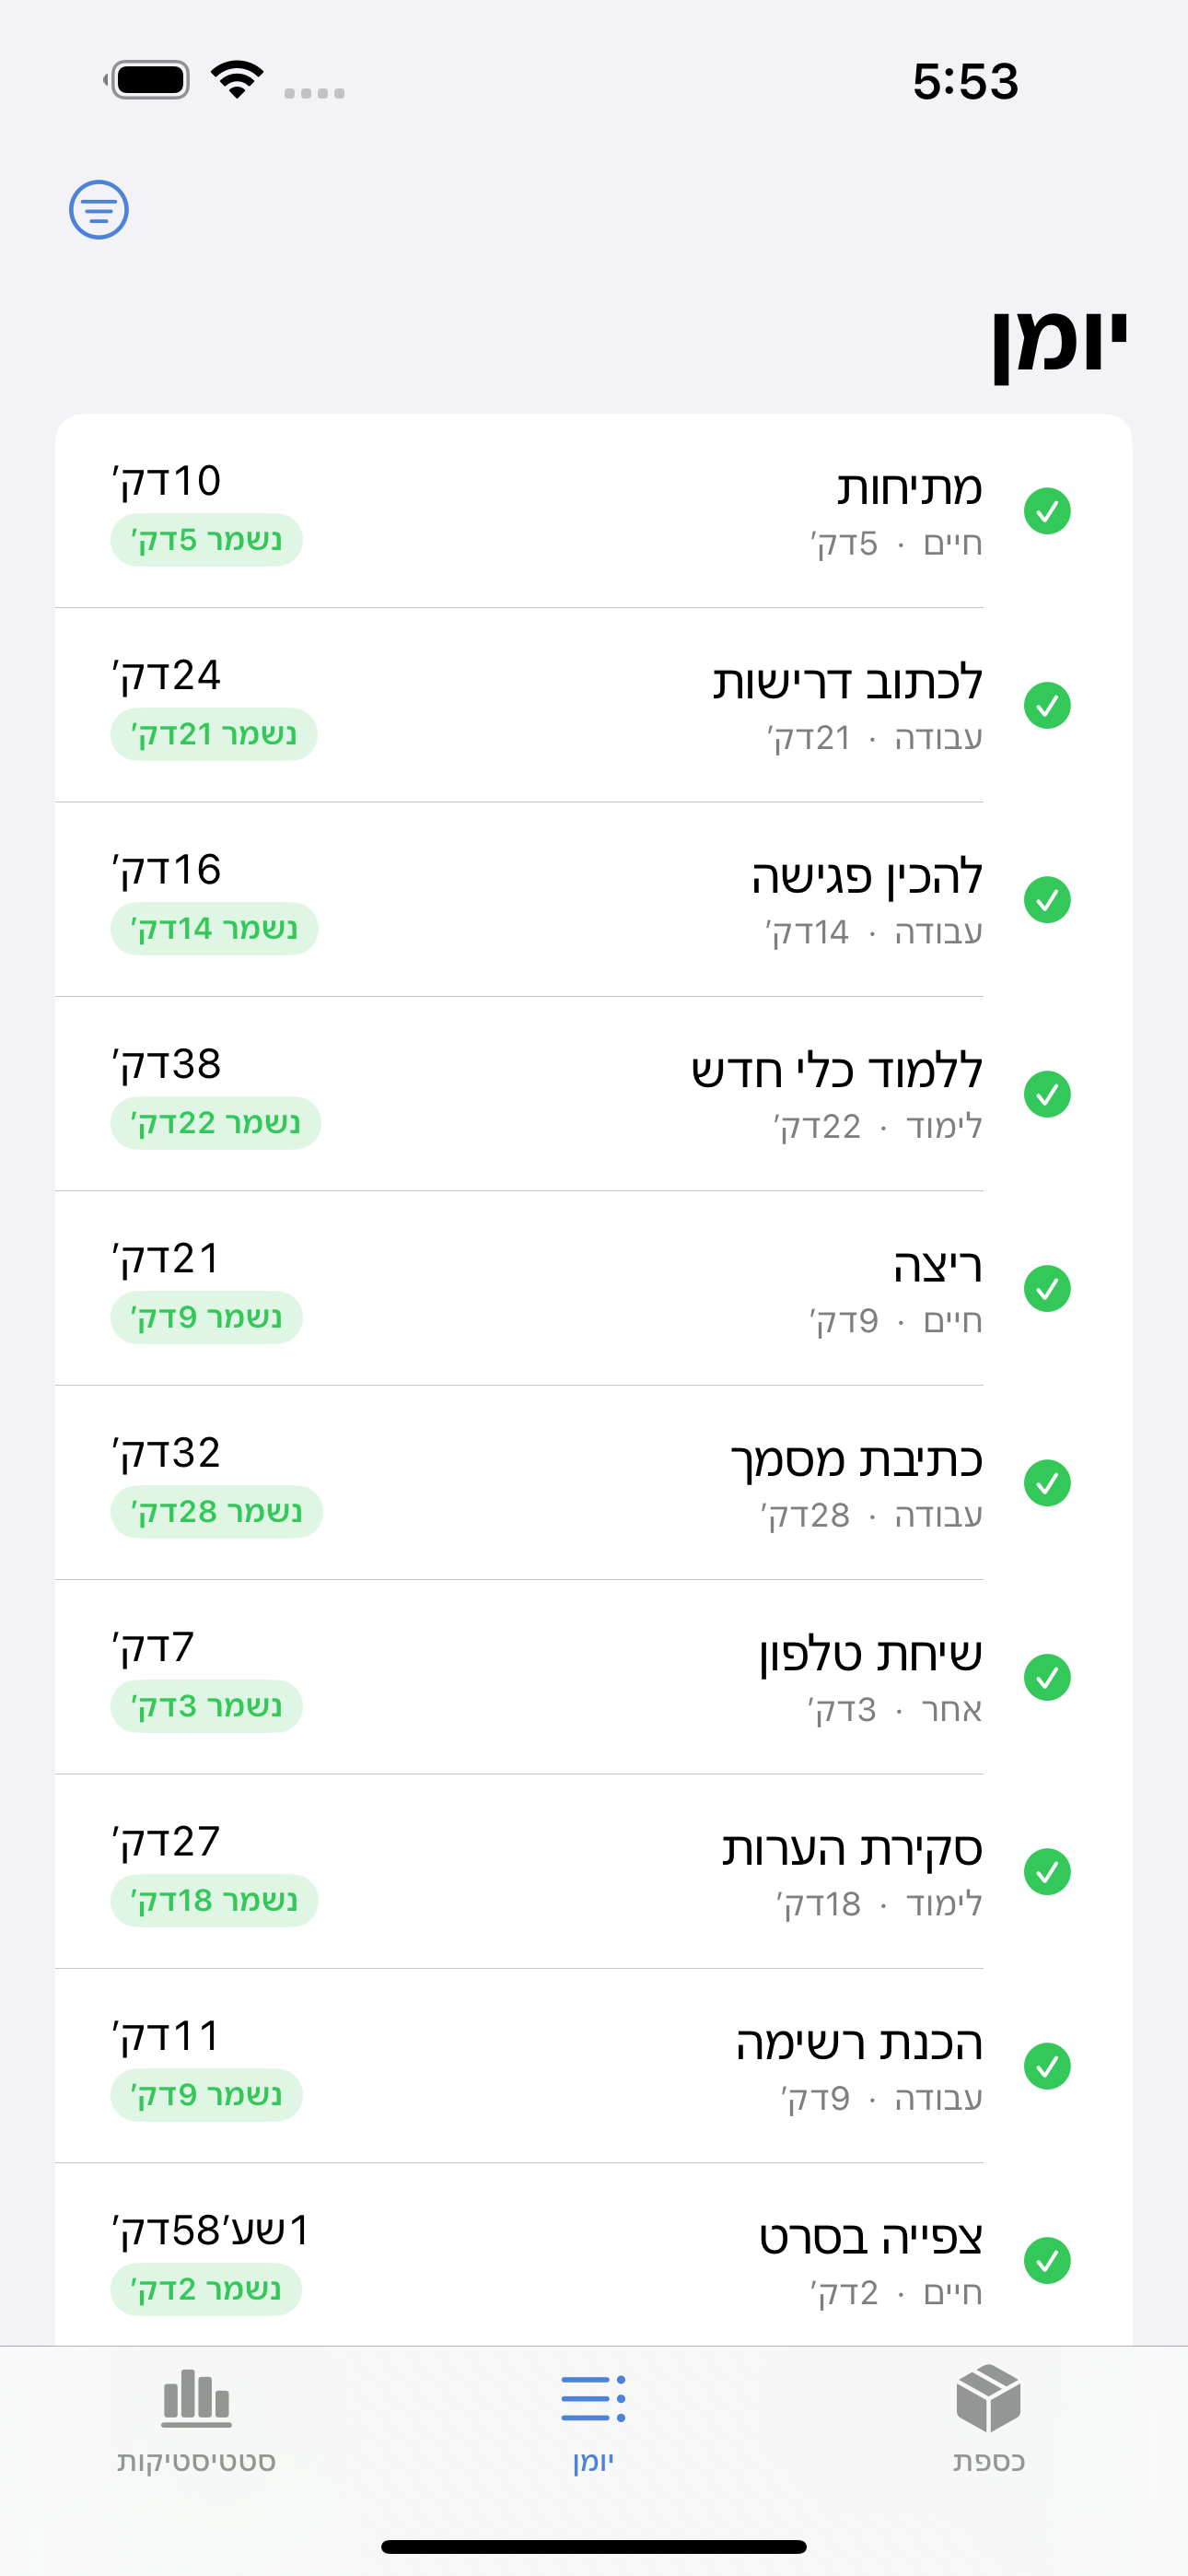 5:53
יומן
מתיחות
חיים · 5דק׳
10דק׳
נשמר 5דק׳
לכתוב דרישות
עבודה · 21דק׳
24דק׳
נשמר 21דק׳
להכין פגישה
עבודה · 14דק׳
16דק׳
נשמר 14דק׳
ללמוד כלי חדש
לימוד · 22דק׳
38דק׳
נשמר 22דק׳
ריצה
חיים · 9דק׳
21דק׳
נשמר 9דק׳
כתיבת מסמך
עבודה · 28דק׳
32דק׳
נשמר 28דק׳
שיחת טלפון
אחר · 3דק׳
7דק׳
נשמר 3דק׳
סקירת הערות
לימוד · 18דק׳
27דק׳
נשמר 18דק׳
הכנת רשימה
עבודה · 9דק׳
11דק׳
נשמר 9דק׳
צפייה בסרט
חיים · 2דק׳
1שע׳58דק׳
נשמר 2דק׳
כספת
יומן
סטטיסטיקות